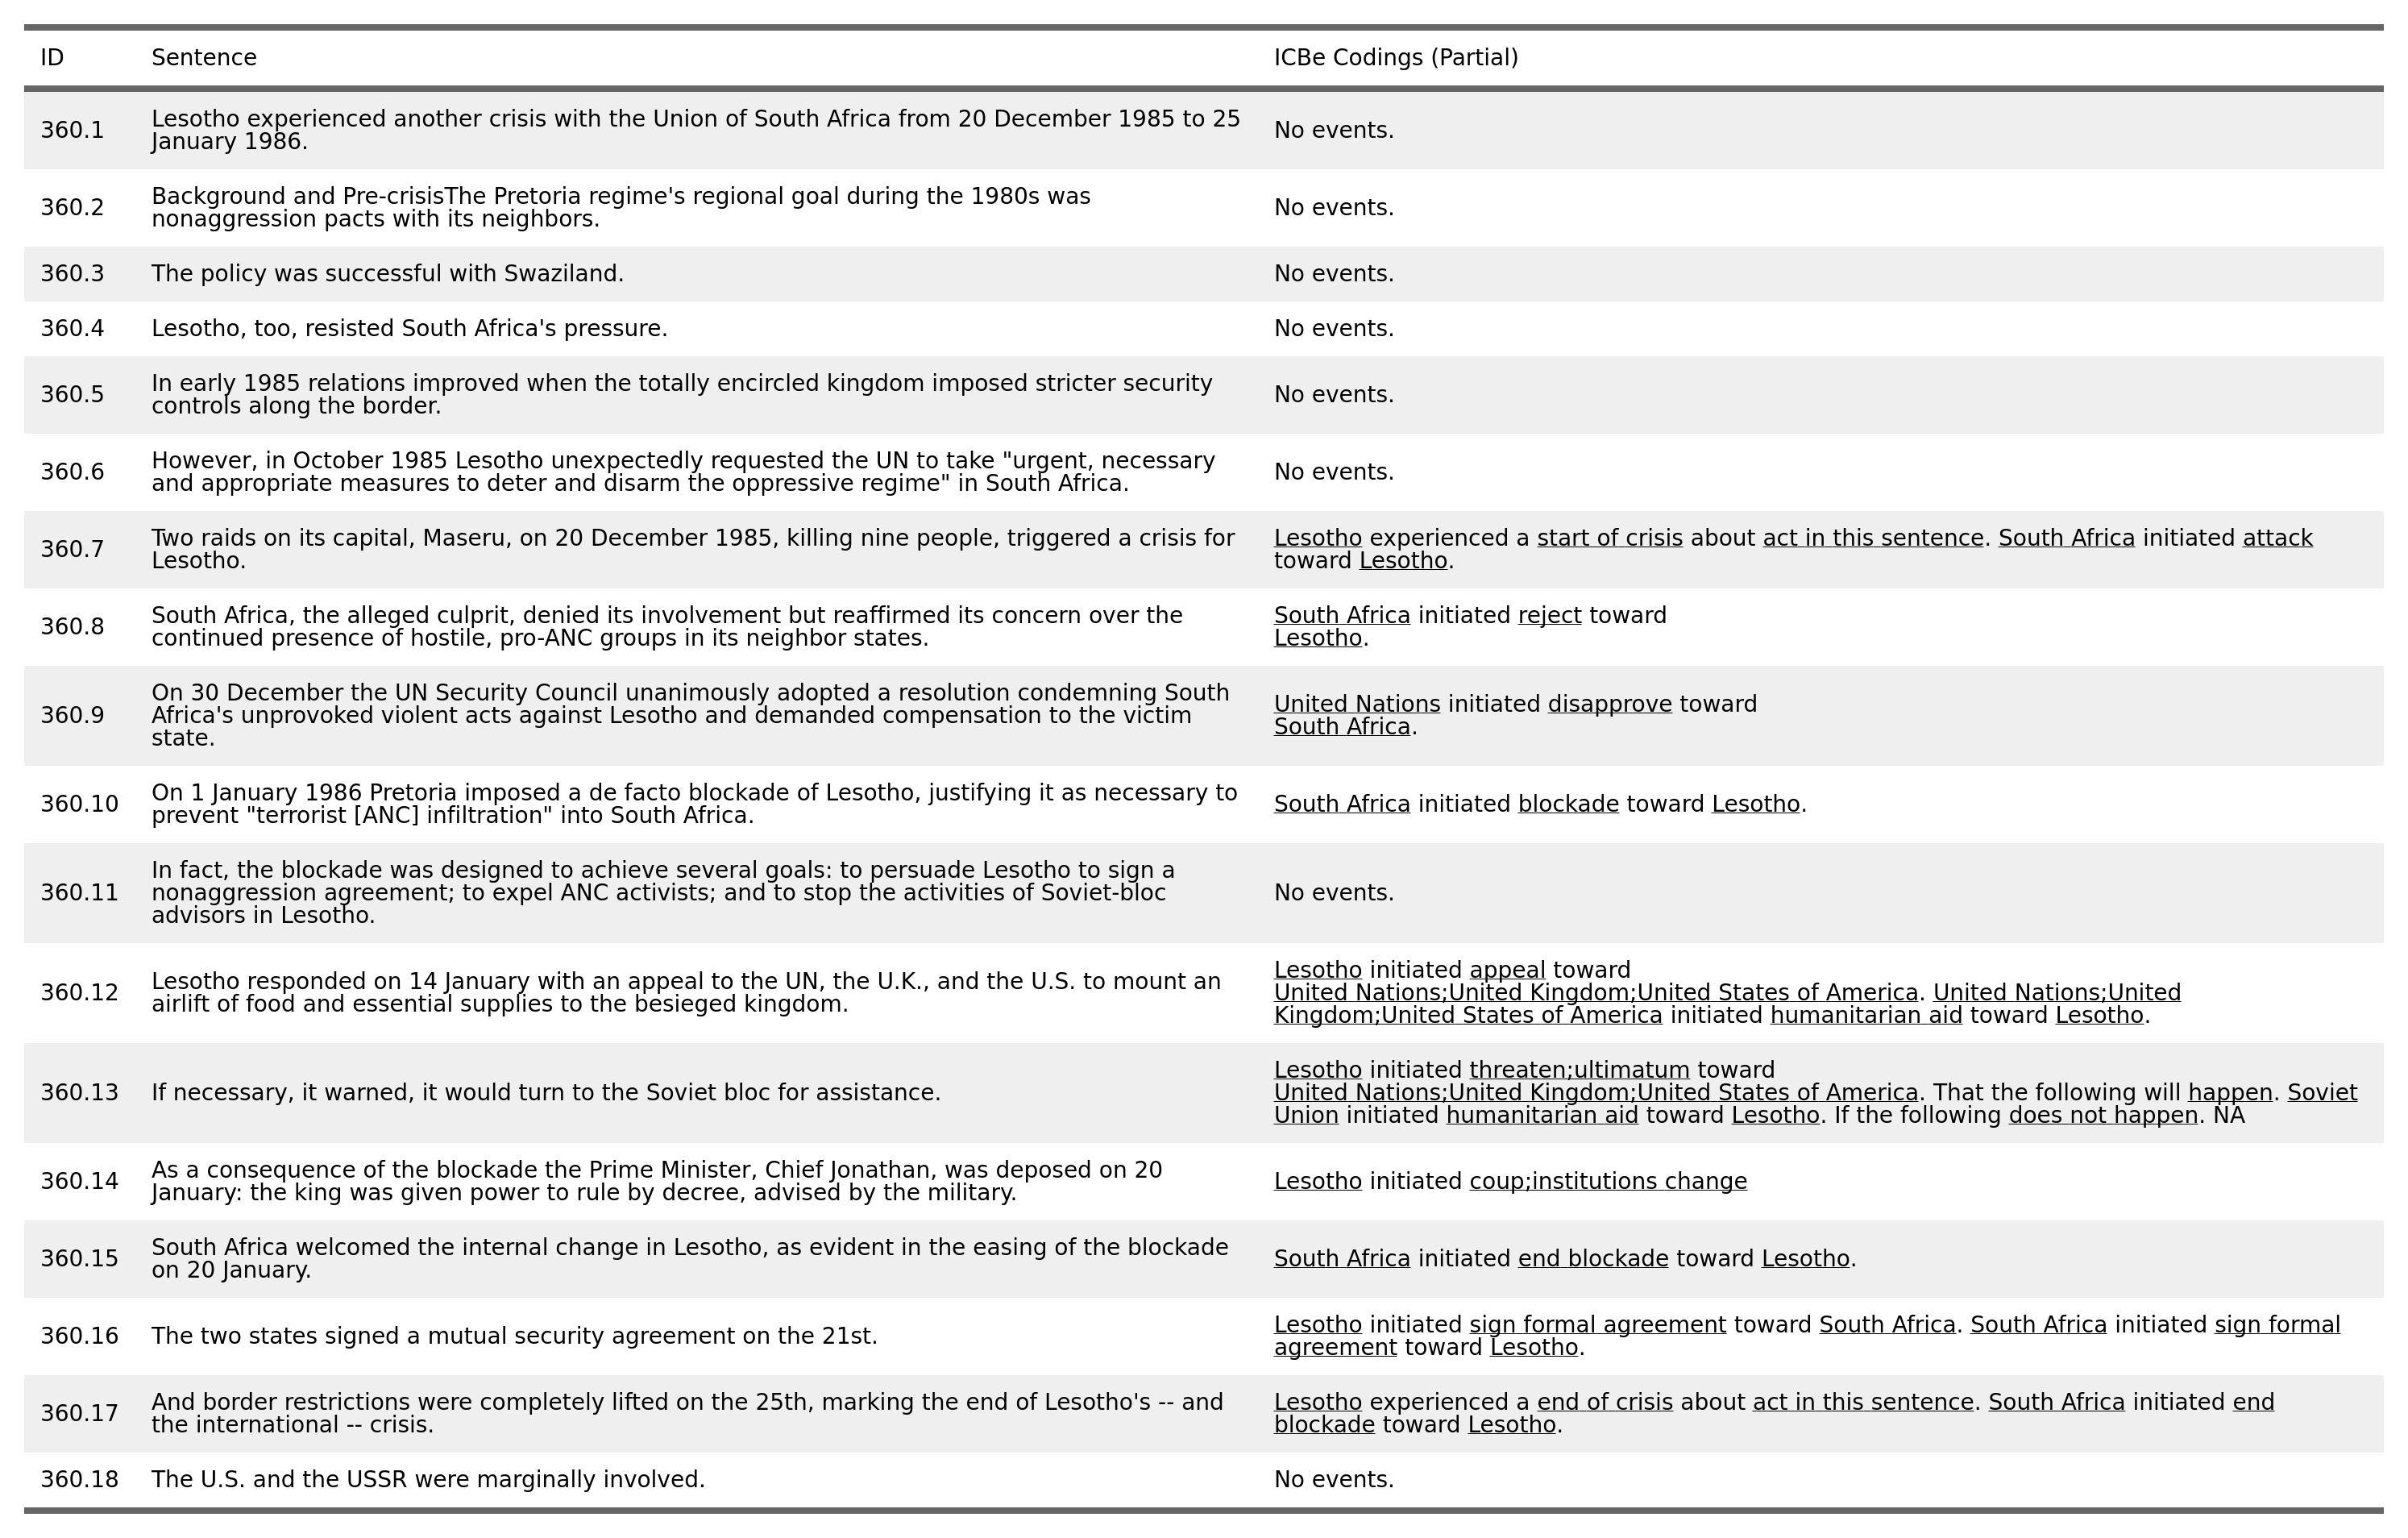 ID Sentence ICBe Codings (Partial)
360.1 Lesotho experienced another crisis with the Union of South Africa from 20 December 1985 to 25
January 1986. No events.
360.2 Background and Pre-crisisThe Pretoria regime's regional goal during the 1980s was
nonaggression pacts with its neighbors. No events.
360.3 The policy was successful with Swaziland. No events.
360.4 Lesotho, too, resisted South Africa's pressure. No events.
360.5 In early 1985 relations improved when the totally encircled kingdom imposed stricter security
controls along the border. No events.
360.6 However, in October 1985 Lesotho unexpectedly requested the UN to take "urgent, necessary
and appropriate measures to deter and disarm the oppressive regime" in South Africa. No events.
360.7 Two raids on its capital, Maseru, on 20 December 1985, killing nine people, triggered a crisis for
Lesotho.
Lesotho experienced a start of crisis about act in this sentence. South Africa initiated attack
toward Lesotho.
360.8 South Africa, the alleged culprit, denied its involvement but reaffirmed its concern over the
continued presence of hostile, pro-ANC groups in its neighbor states.
South Africa initiated reject toward
Lesotho.
360.9 On 30 December the UN Security Council unanimously adopted a resolution condemning South
Africa's unprovoked violent acts against Lesotho and demanded compensation to the victim
state.
United Nations initiated disapprove toward
South Africa.
360.10 On 1 January 1986 Pretoria imposed a de facto blockade of Lesotho, justifying it as necessary to
prevent "terrorist [ANC] infiltration" into South Africa.
South Africa initiated blockade toward Lesotho.
360.11 In fact, the blockade was designed to achieve several goals: to persuade Lesotho to sign a
nonaggression agreement; to expel ANC activists; and to stop the activities of Soviet-bloc
advisors in Lesotho.
No events.
360.12 Lesotho responded on 14 January with an appeal to the UN, the U.K., and the U.S. to mount an
airlift of food and essential supplies to the besieged kingdom.
Lesotho initiated appeal toward
United Nations;United Kingdom;United States of America. United Nations;United
Kingdom;United States of America initiated humanitarian aid toward Lesotho.
360.13 If necessary, it warned, it would turn to the Soviet bloc for assistance.
Lesotho initiated threaten;ultimatum toward
United Nations;United Kingdom;United States of America. That the following will happen. Soviet
Union initiated humanitarian aid toward Lesotho. If the following does not happen. NA
360.14 As a consequence of the blockade the Prime Minister, Chief Jonathan, was deposed on 20
January: the king was given power to rule by decree, advised by the military.
Lesotho initiated coup;institutions change
360.15 South Africa welcomed the internal change in Lesotho, as evident in the easing of the blockade
on 20 January.
South Africa initiated end blockade toward Lesotho.
360.16 The two states signed a mutual security agreement on the 21st.
Lesotho initiated sign formal agreement toward South Africa. South Africa initiated sign formal
agreement toward Lesotho.
360.17 And border restrictions were completely lifted on the 25th, marking the end of Lesotho's -- and
the international -- crisis.
Lesotho experienced a end of crisis about act in this sentence. South Africa initiated end
blockade toward Lesotho.
360.18 The U.S. and the USSR were marginally involved. No events.